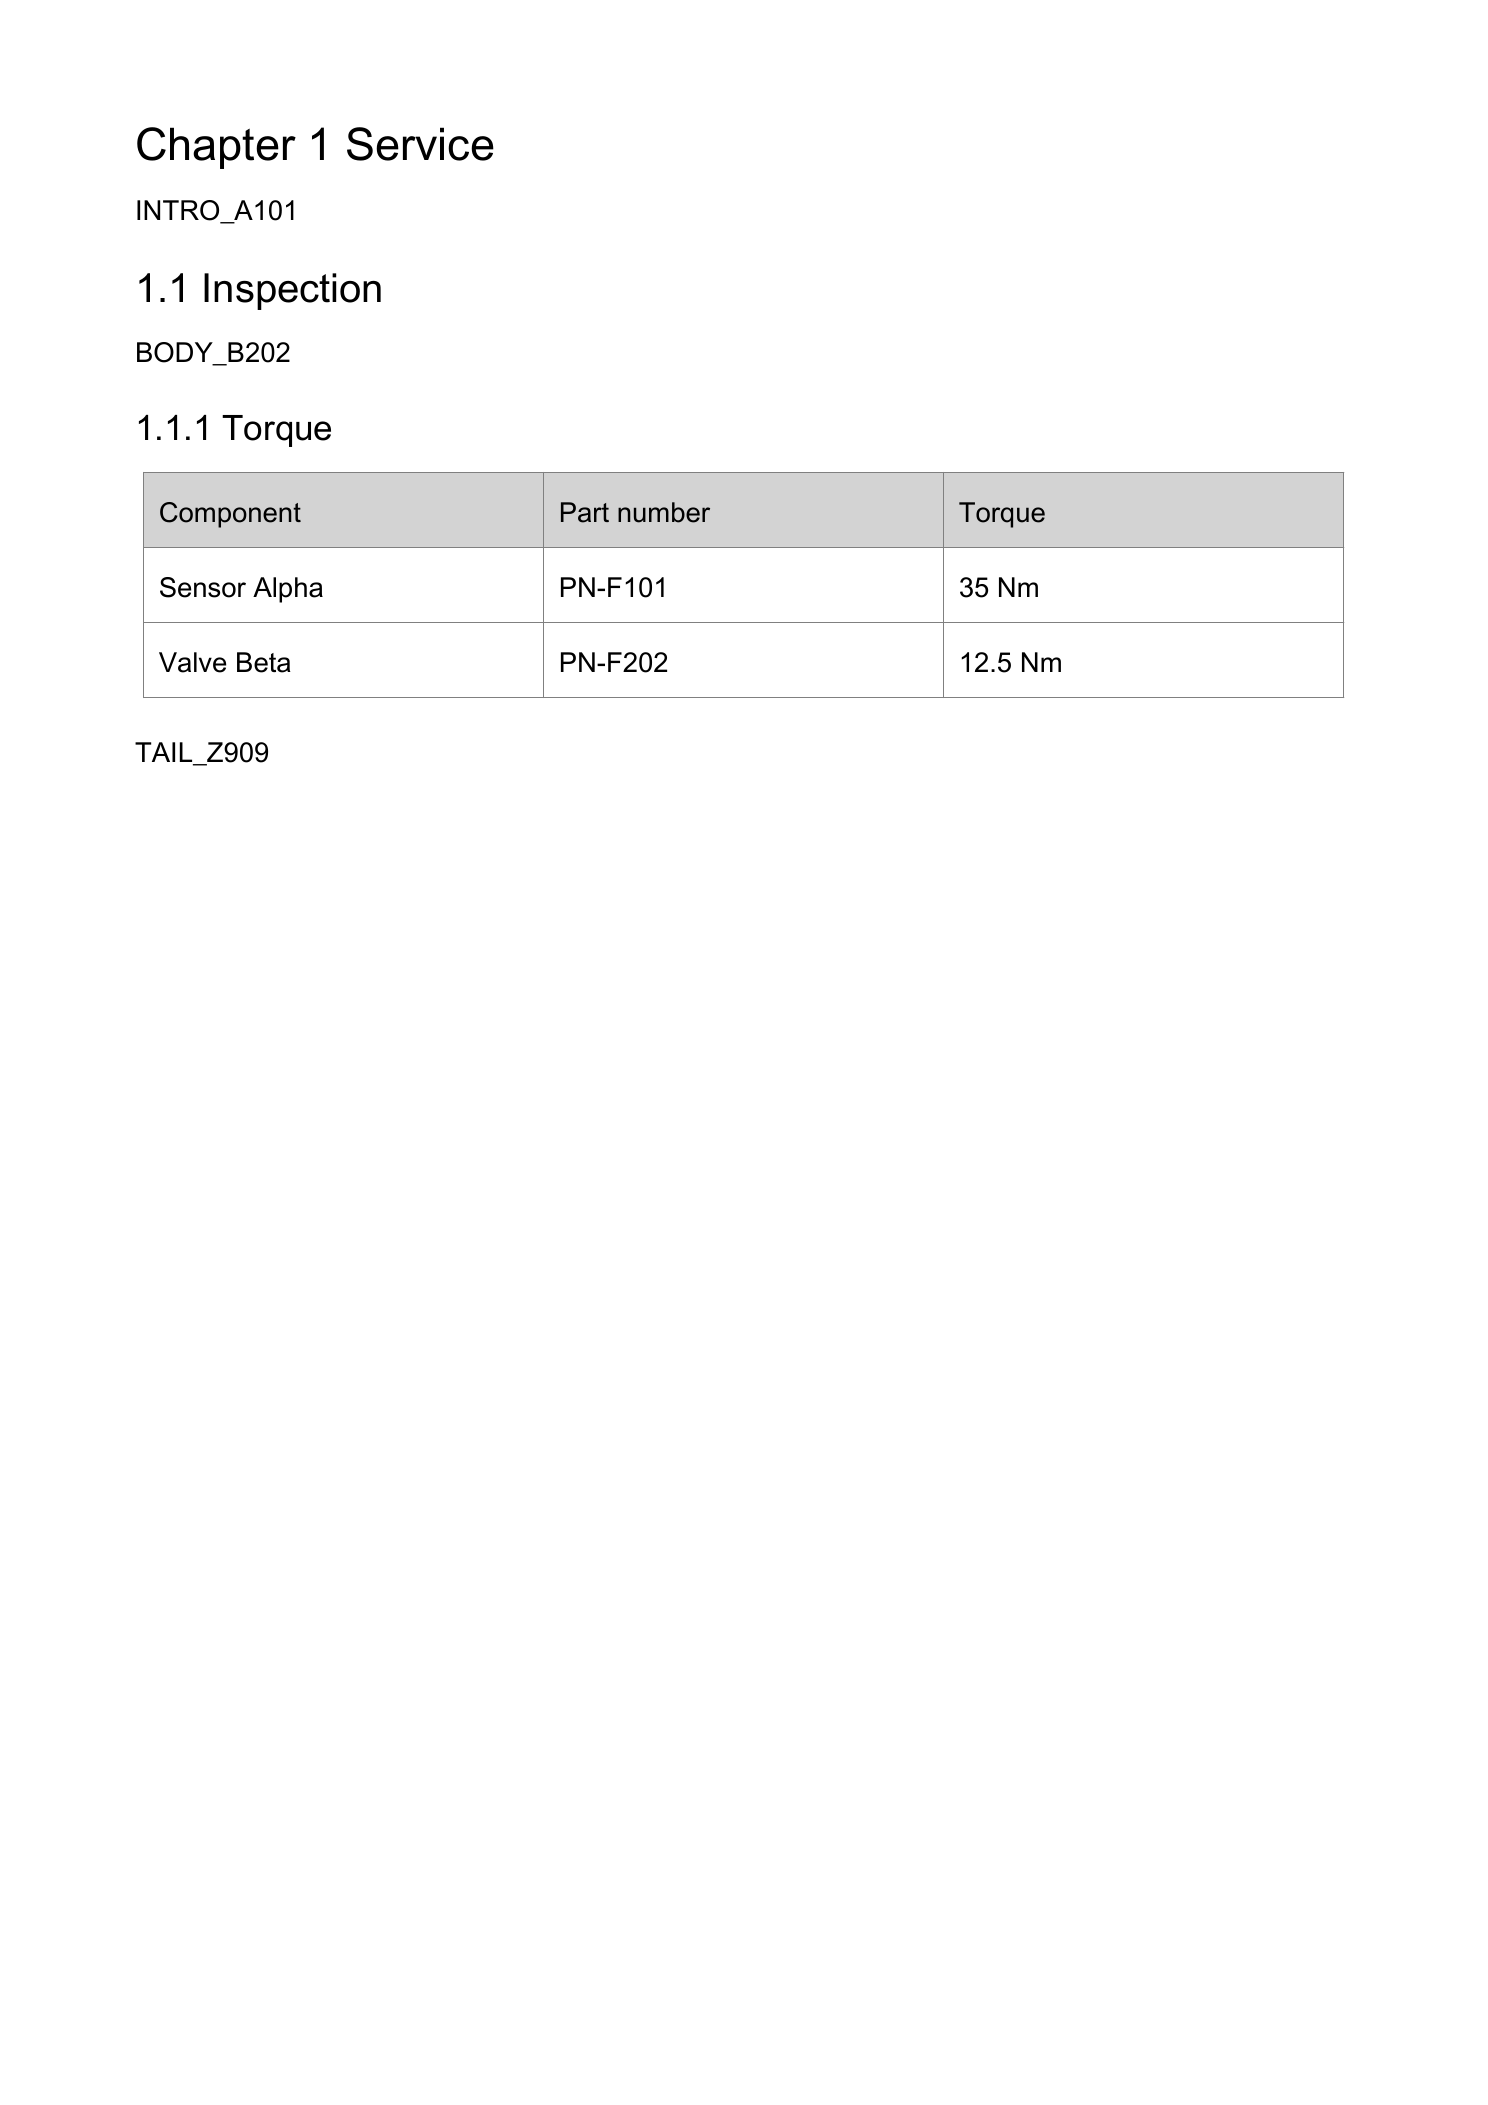 Chapter 1 Service
INTRO_A101
1.1 Inspection
BODY_B202
1.1.1 Torque
Component Part number Torque
Sensor Alpha PN-F101 35 Nm
Valve Beta PN-F202 12.5 Nm
TAIL_Z909